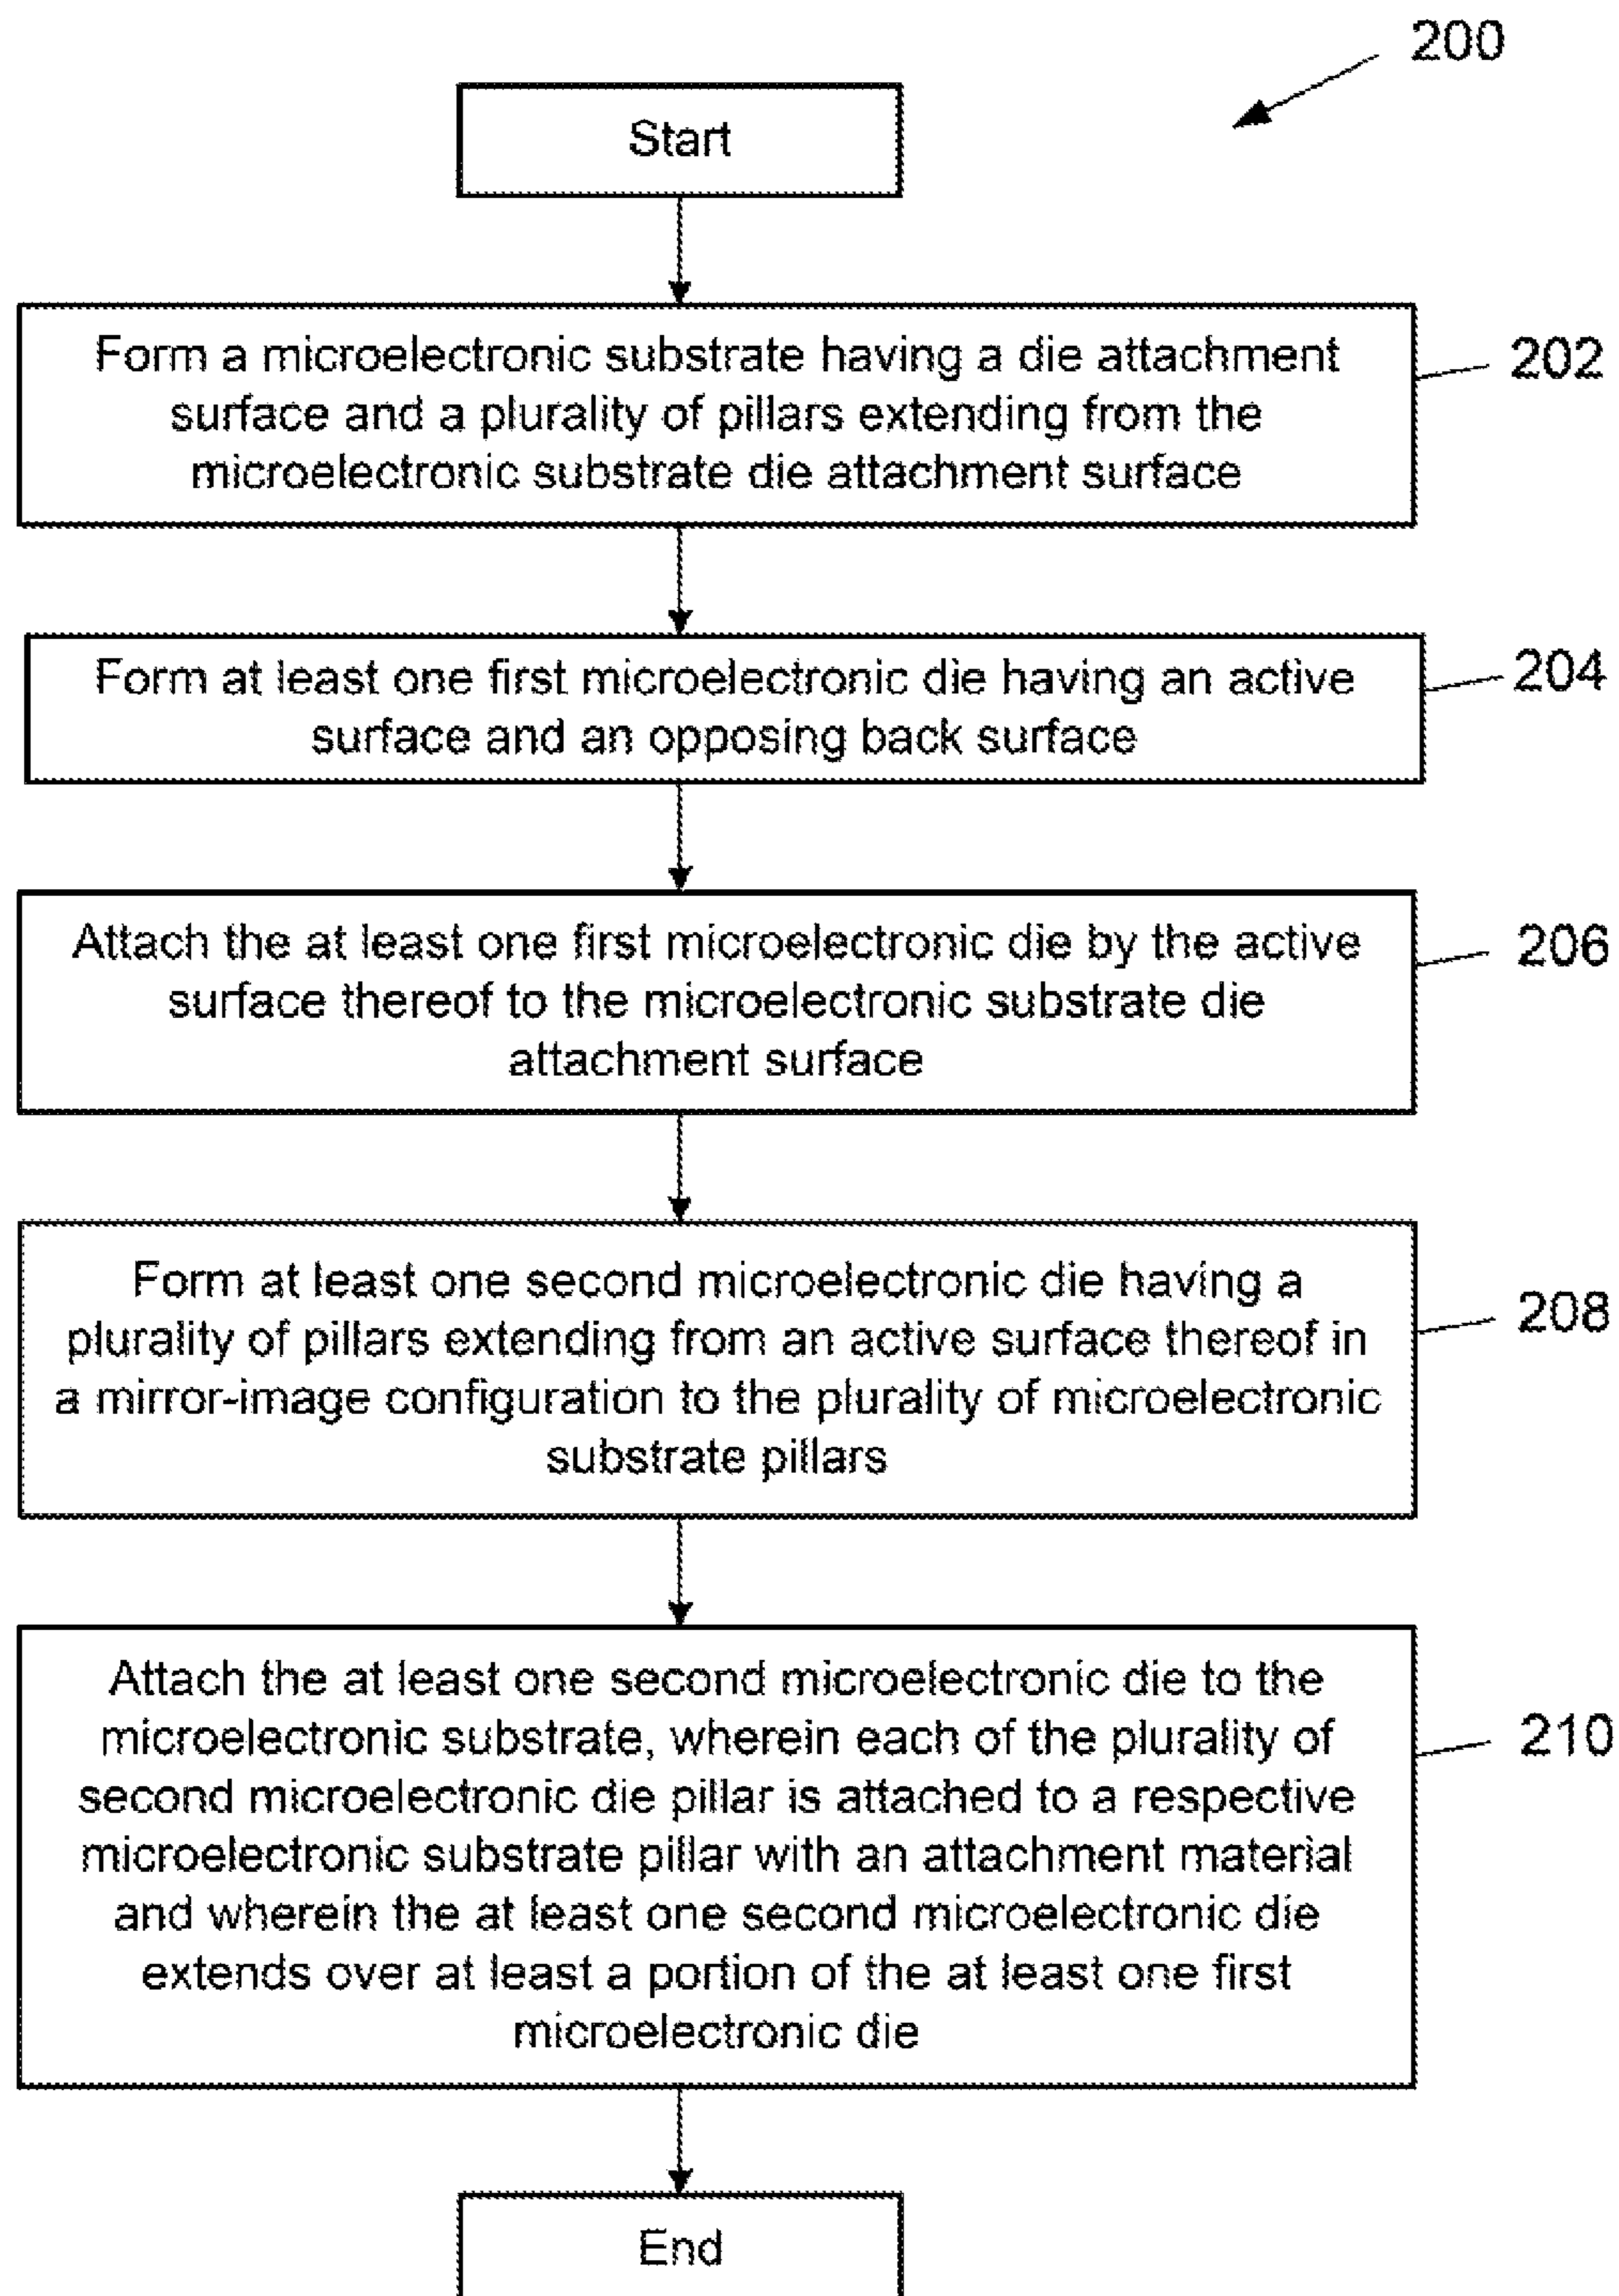 200
Start
Form a microelectronic substrate having a die attachment
surface and a plurality of pillars extending from the
microelectronic substrate die attachment surface
202
Form at least one first microelectronic die having an active
surface and an opposing back surface
204
Attach the at least one first microelectronic die by the active
surface thereof to the microelectronic substrate die
attachment surface
206
Form at least one second microelectronic die having a
plurality of pillars extending from an active surface thereof in
a mirror-image configuration to the plurality of microelectronic
substrate pillars
208
Attach the at least one second microelectronic die to the
microelectronic substrate, wherein each of the plurality of
second microelectronic die pillar is attached to a respective
microelectronic substrate pillar with an attachment material
and wherein the at least one second microelectronic die
extends over at least a portion of the at least one first
microelectronic die
210
End